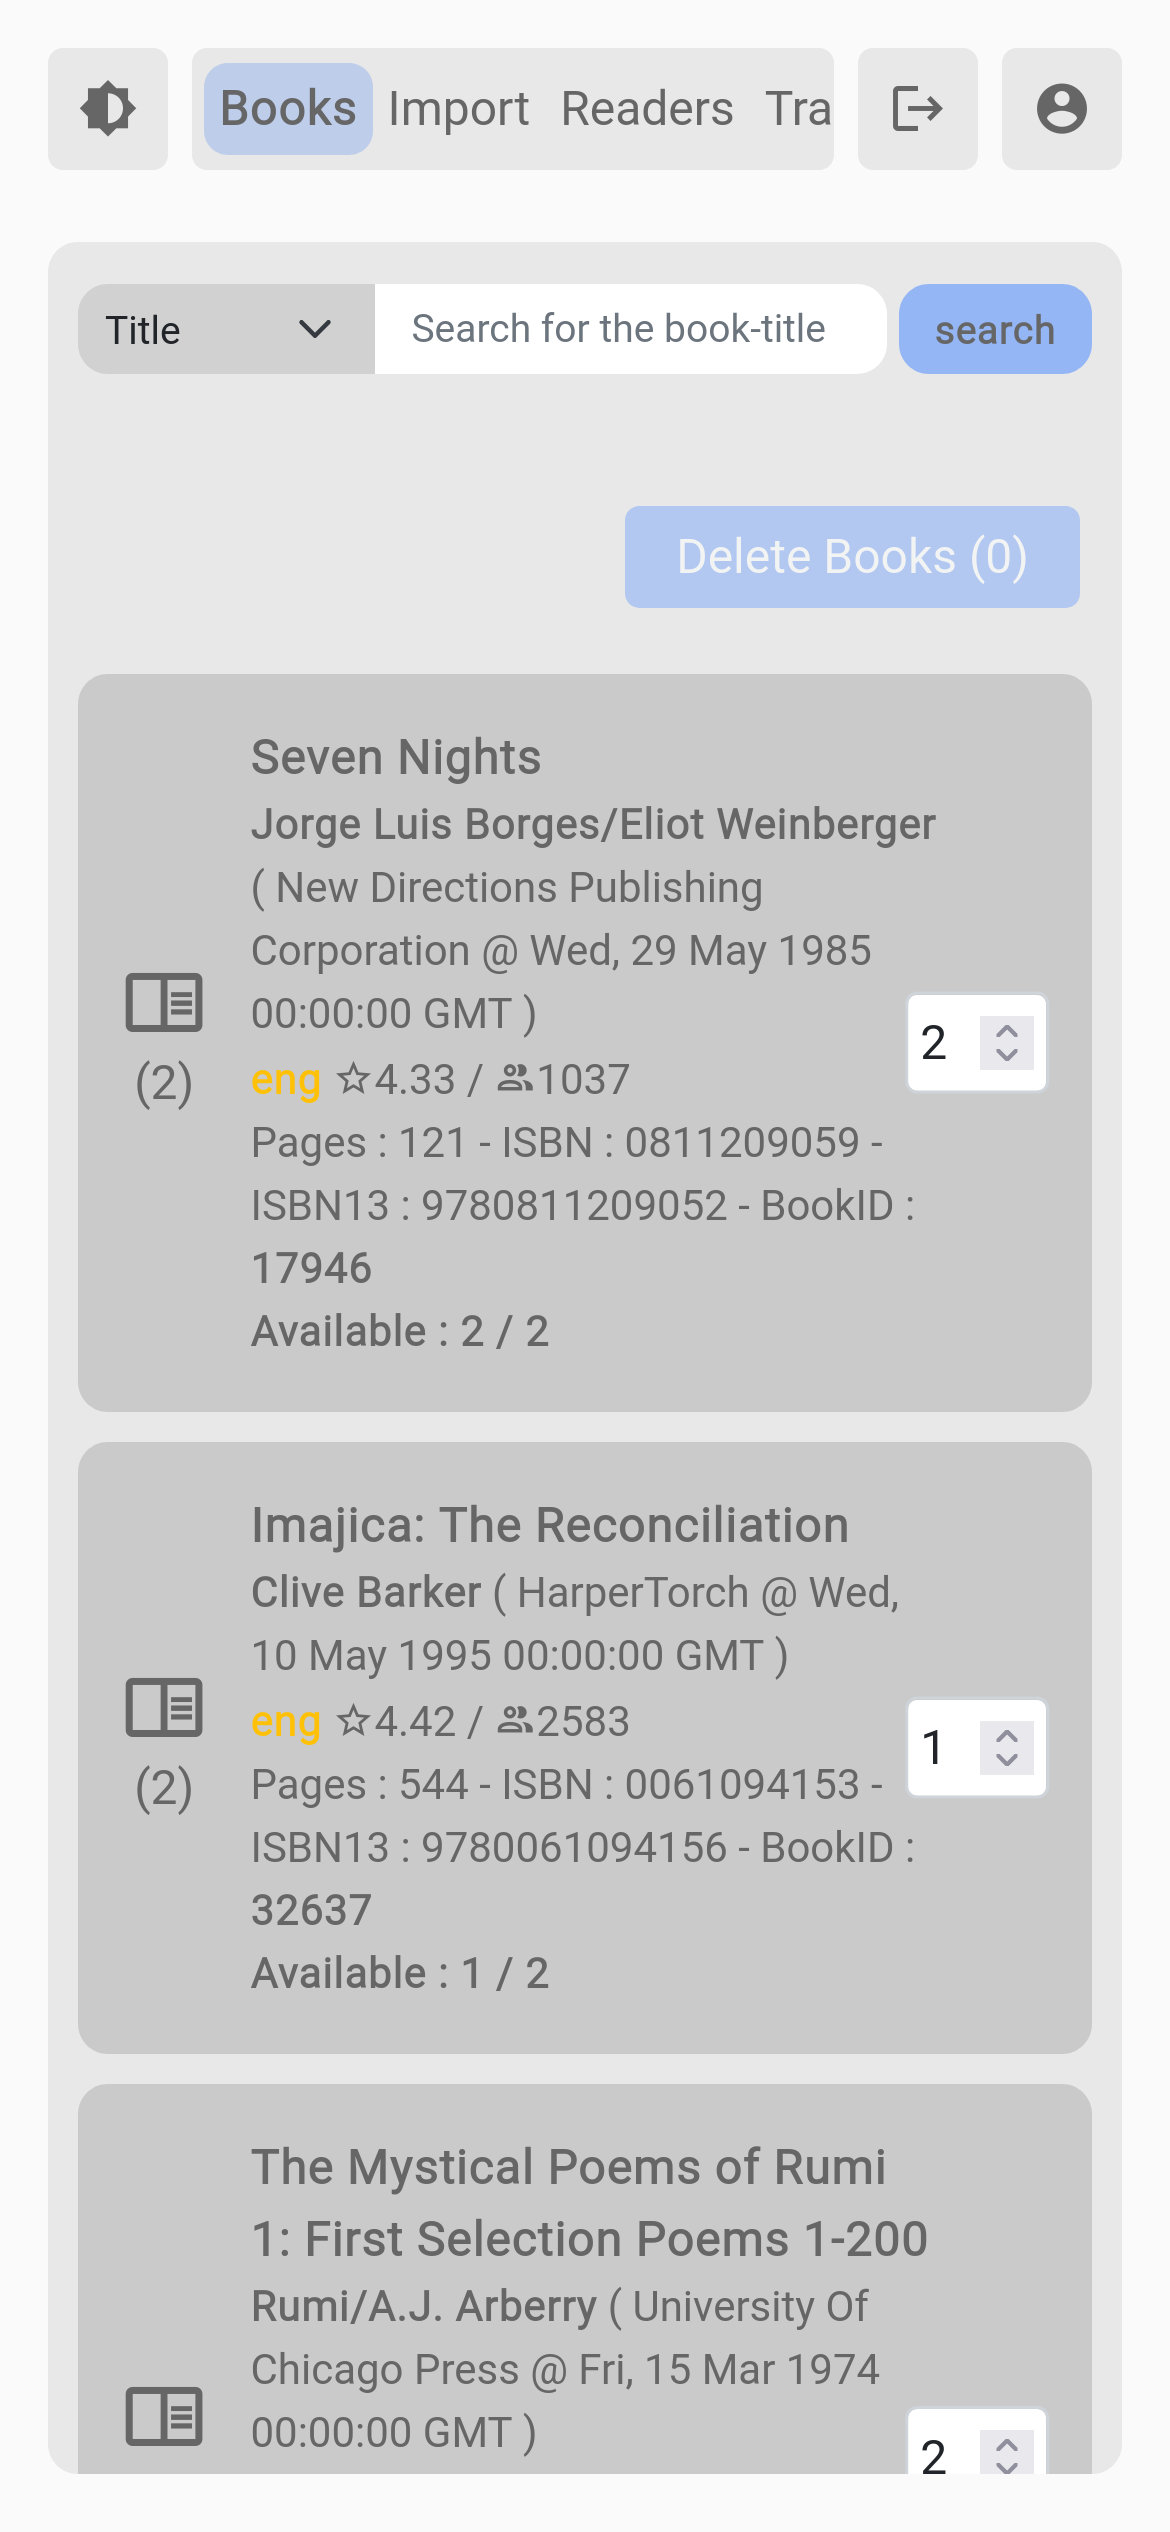 Books Import Readers Tra
Title
Search for the book-title
search
Delete Books (0)
Seven Nights
Jorge Luis Borges/Eliot Weinberger
( New Directions Publishing
Corporation @ Wed, 29 May 1985
00:00:00 GMT )
eng ☆4.33 / 1037
Pages : 121 - ISBN : 0811209059 -
ISBN13 : 9780811209052 - BookID :
17946
Available : 2 / 2
(2)
2
Imajica: The Reconciliation
Clive Barker ( HarperTorch @ Wed,
10 May 1995 00:00:00 GMT )
eng ☆4.42 / 2583
Pages : 544 - ISBN : 0061094153 -
ISBN13 : 9780061094156 - BookID :
32637
Available : 1 / 2
(2)
1
The Mystical Poems of Rumi
1: First Selection Poems 1-200
Rumi/A.J. Arberry ( University Of
Chicago Press @ Fri, 15 Mar 1974
00:00:00 GMT )
2